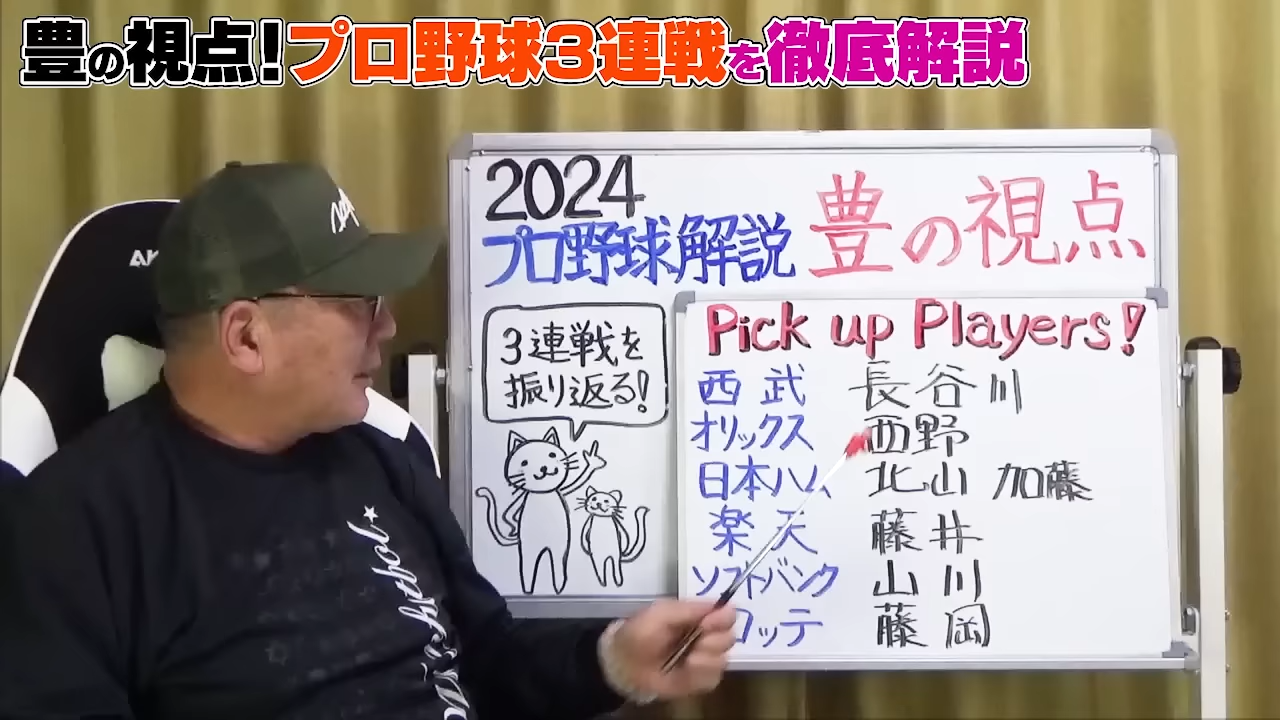 豊の視点!プロ野球3連戦を徹底解説
2024
プロ野球解説 豊の視点
3連戦を
振り返る!
Pick up Players!
西武 長谷川
オリックス 西野
日本ハム 北山 加藤
楽天 藤井
ソフトバンク 山川
ロッテ 藤岡